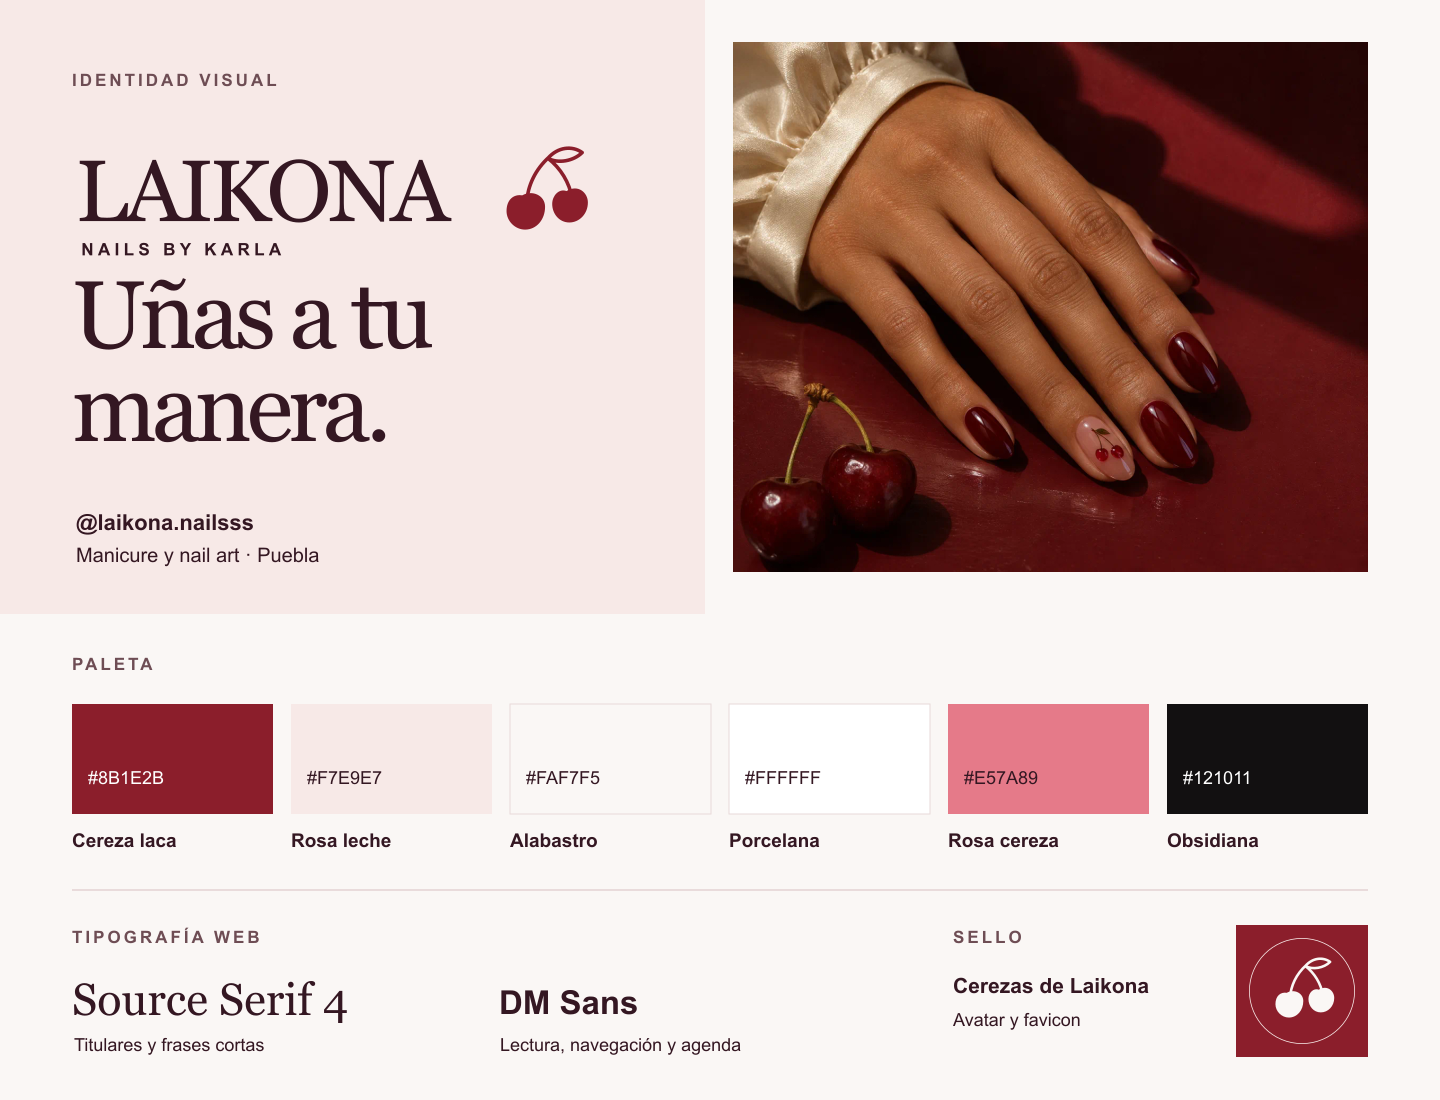 IDENTIDAD VISUAL
LAIKONA
NAILS BY KARLA
Uñas a tu
manera.
@laikona.nailsss
Manicure y nail art · Puebla
PALETA
#8B1E2B
#F7E9E7
#FAF7F5
#FFFFFF
#E57A89
#121011
Cereza laca
Rosa leche
Alabastro
Porcelana
Rosa cereza
Obsidiana
TIPOGRAFÍA WEB
Source Serif 4
Titulares y frases cortas
DM Sans
Lectura, navegación y agenda
SELLO
Cerezas de Laikona
Avatar y favicon